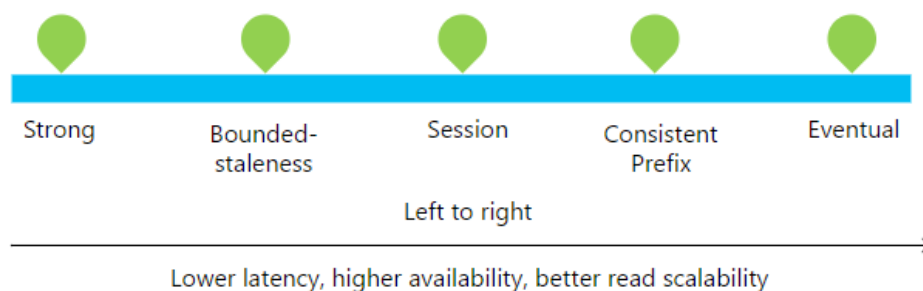 Strong
Bounded-
staleness
Session
Consistent
Prefix
Eventual
Left to right
Lower latency, higher availability, better read scalability